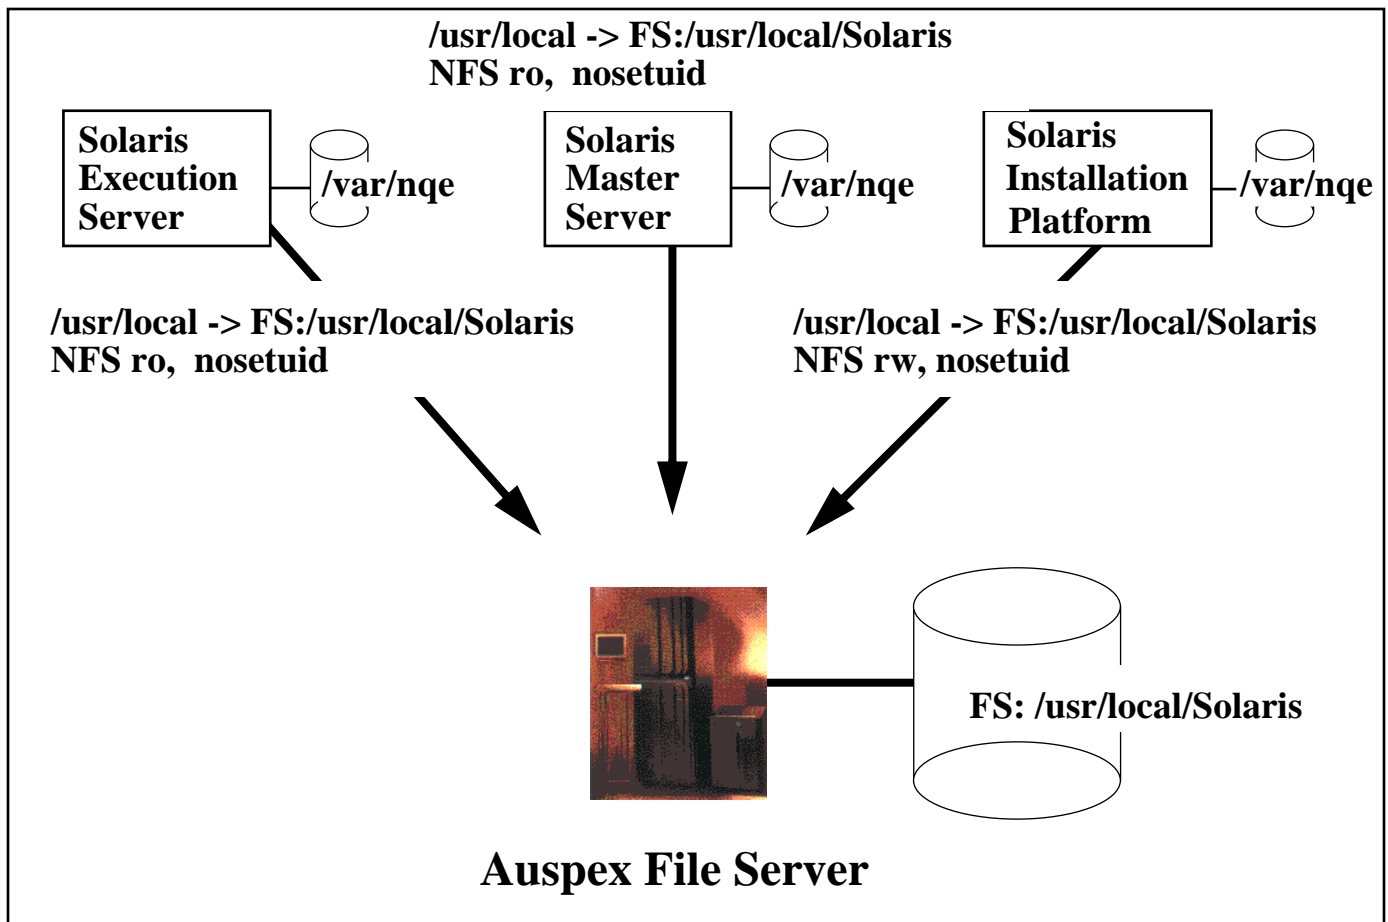 /usr/local -> FS:/usr/local/Solaris
NFS ro, nosetuid
Solaris
Execution
Server
/var/nqe
Solaris
Master
Server
/var/nqe
Solaris
Installation
Platform
/var/nqe
/usr/local -> FS:/usr/local/Solaris
NFS ro, nosetuid
/usr/local -> FS:/usr/local/Solaris
NFS rw, nosetuid
FS: /usr/local/Solaris
Auspex File Server